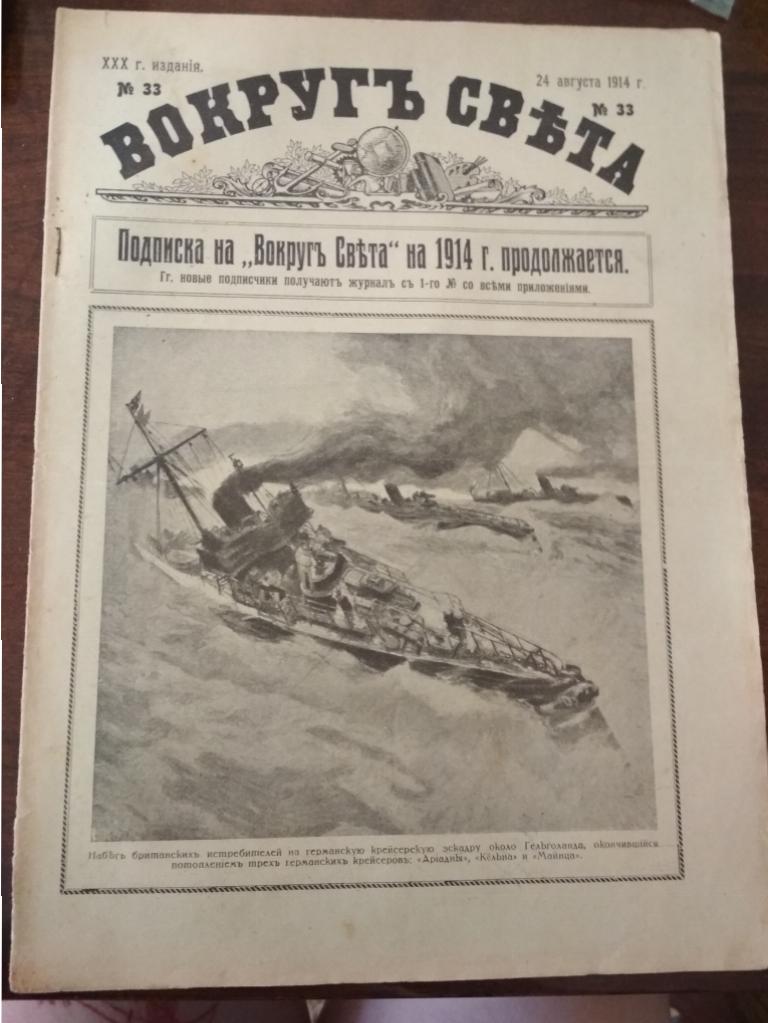 XXX г. изданія.
№ 33
24 августа 1914 г.
№ 33
ВОКРУГЪ СВѢТА
Подписка на „Вокругъ Свѣта“ на 1914 г. продолжается.
Гг. новые подписчики получаютъ журналъ съ 1-го № со всѣми приложеніями.
Набѣгъ британскихъ истребителей на германскую крейсерскую эскадру около Гельголанда, окончившійся
потопленіемъ трехъ германскихъ крейсеровъ: «Аріадны», «Кёльна» и «Майнца».